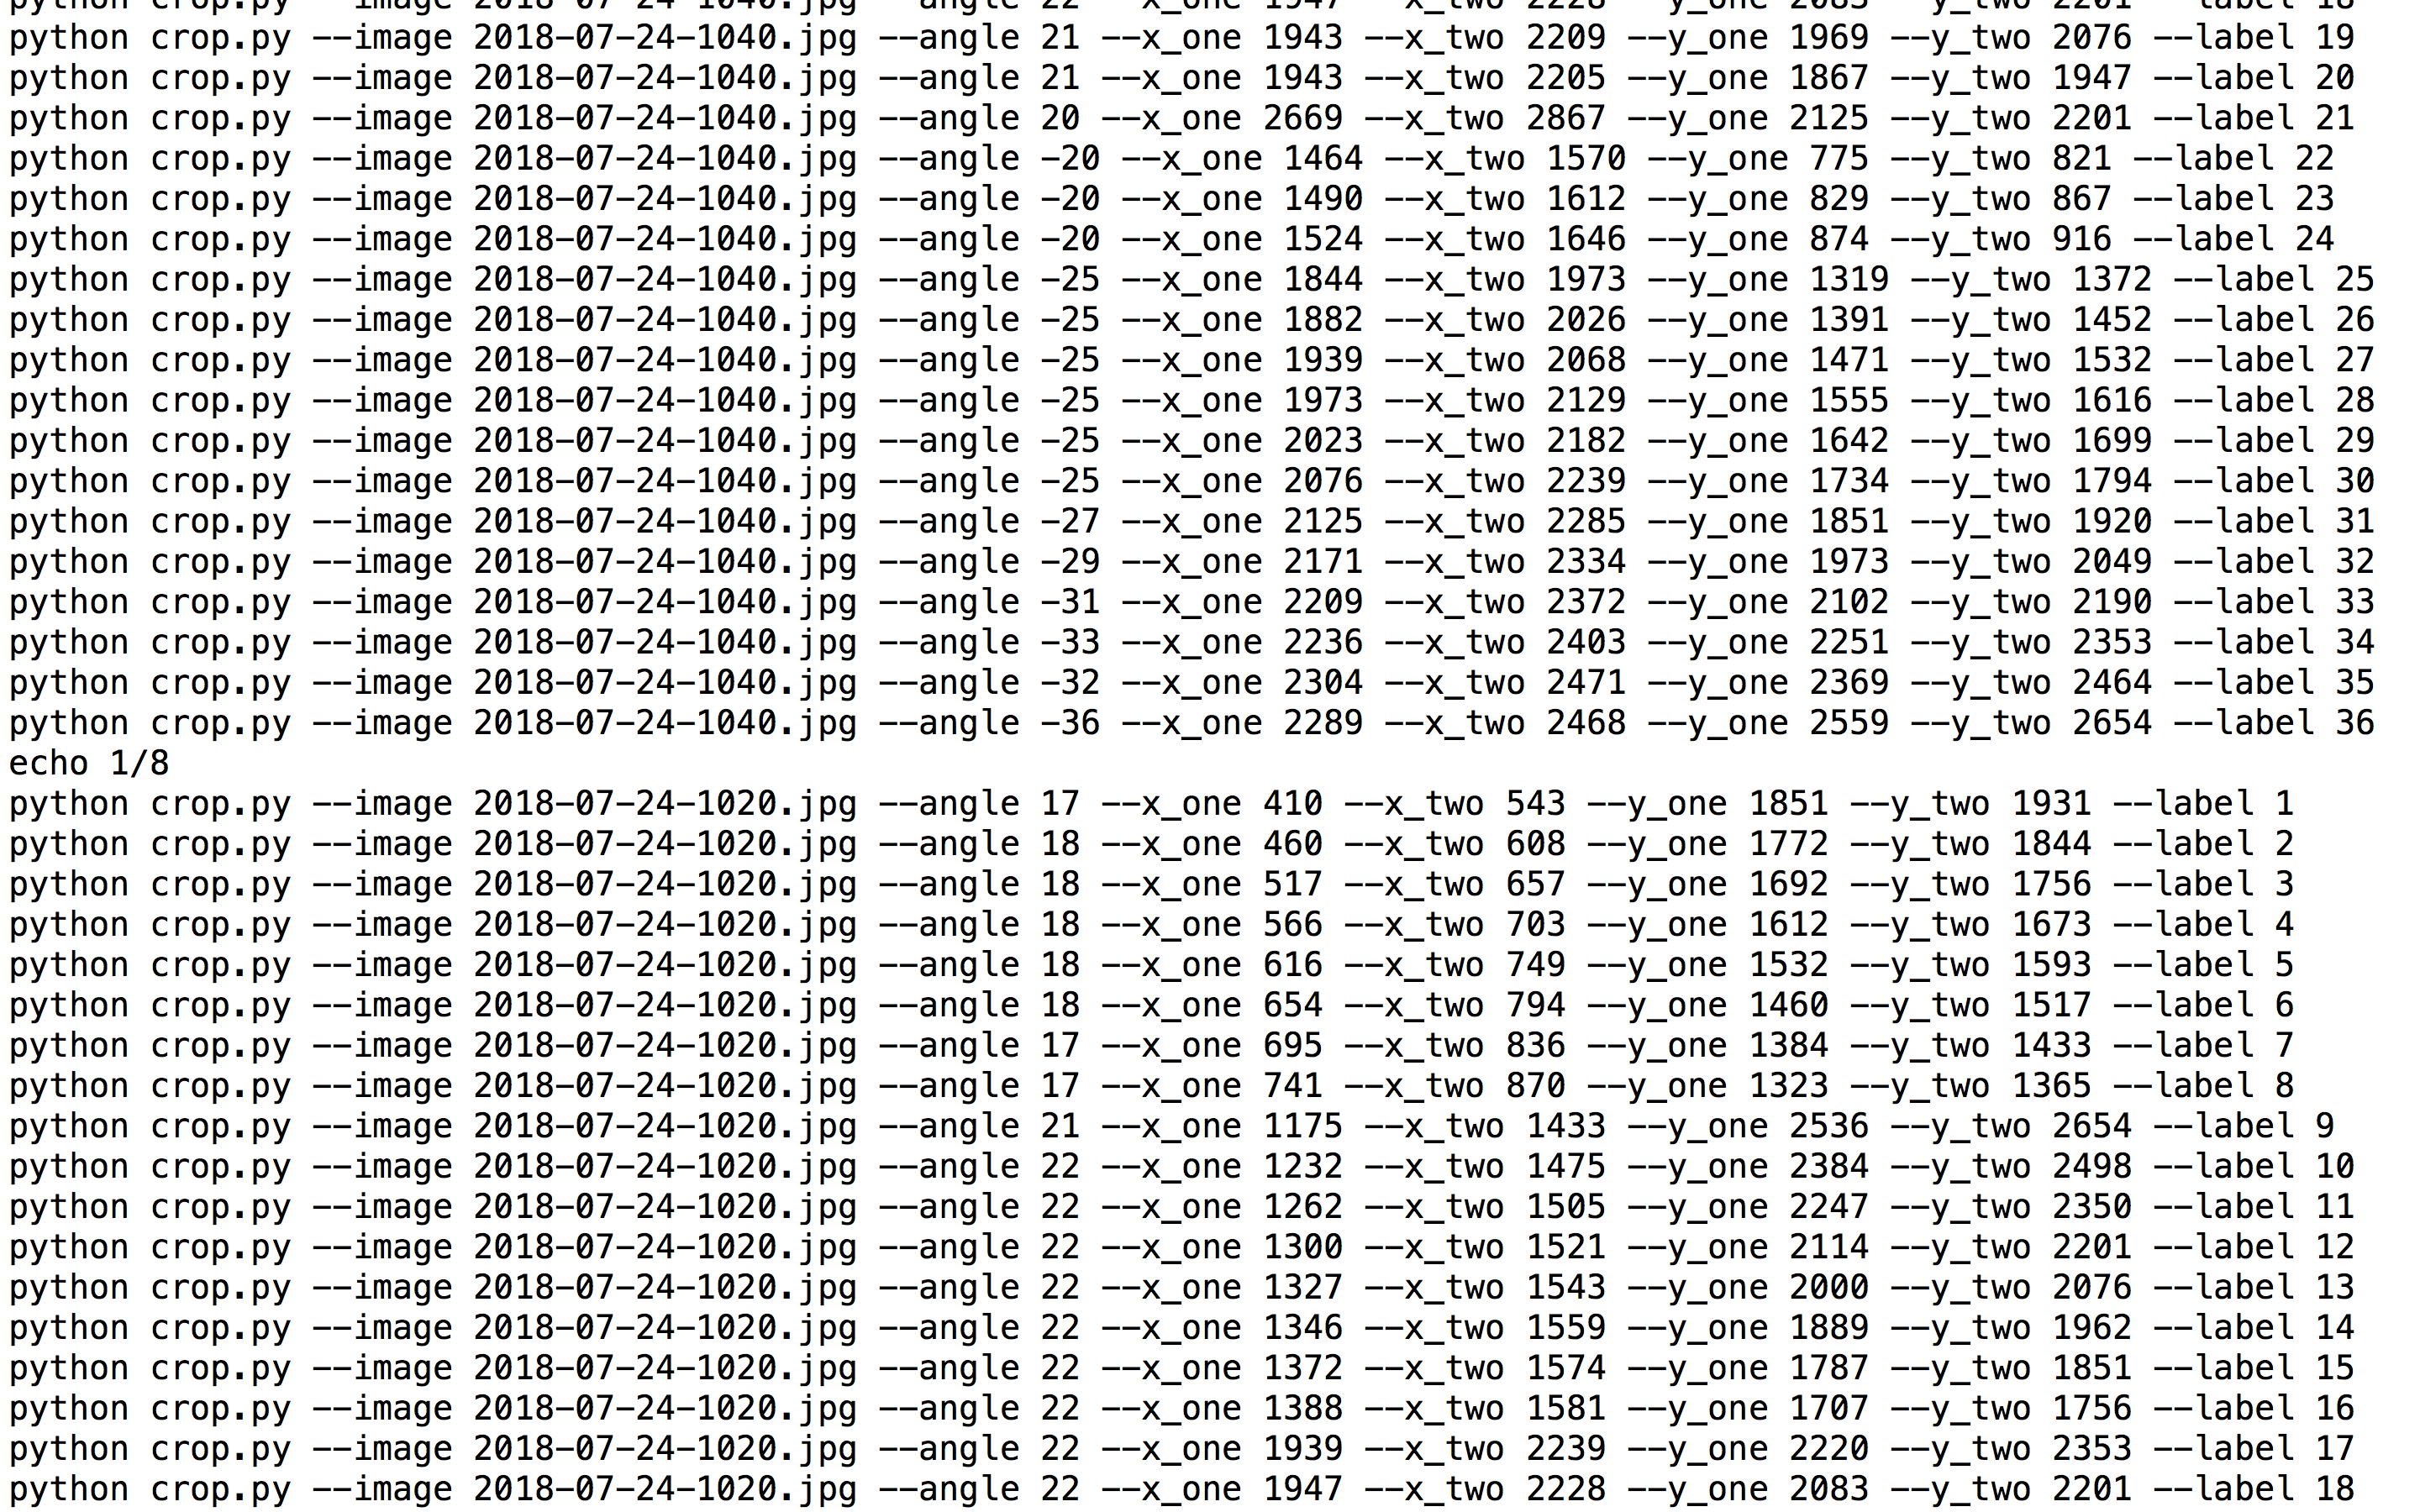 python crop.py --image 2018-07-24-1040.jpg --angle 22 --x_one 1947 --x_two 2228 --y_one 2083 --y_two 2201 --label 18
python crop.py --image 2018-07-24-1040.jpg --angle 21 --x_one 1943 --x_two 2209 --y_one 1969 --y_two 2076 --label 19
python crop.py --image 2018-07-24-1040.jpg --angle 21 --x_one 1943 --x_two 2205 --y_one 1867 --y_two 1947 --label 20
python crop.py --image 2018-07-24-1040.jpg --angle 20 --x_one 2669 --x_two 2867 --y_one 2125 --y_two 2201 --label 21
python crop.py --image 2018-07-24-1040.jpg --angle -20 --x_one 1464 --x_two 1570 --y_one 775 --y_two 821 --label 22
python crop.py --image 2018-07-24-1040.jpg --angle -20 --x_one 1490 --x_two 1612 --y_one 829 --y_two 867 --label 23
python crop.py --image 2018-07-24-1040.jpg --angle -20 --x_one 1524 --x_two 1646 --y_one 874 --y_two 916 --label 24
python crop.py --image 2018-07-24-1040.jpg --angle -25 --x_one 1844 --x_two 1973 --y_one 1319 --y_two 1372 --label 25
python crop.py --image 2018-07-24-1040.jpg --angle -25 --x_one 1882 --x_two 2026 --y_one 1391 --y_two 1452 --label 26
python crop.py --image 2018-07-24-1040.jpg --angle -25 --x_one 1939 --x_two 2068 --y_one 1471 --y_two 1532 --label 27
python crop.py --image 2018-07-24-1040.jpg --angle -25 --x_one 1973 --x_two 2129 --y_one 1555 --y_two 1616 --label 28
python crop.py --image 2018-07-24-1040.jpg --angle -25 --x_one 2023 --x_two 2182 --y_one 1642 --y_two 1699 --label 29
python crop.py --image 2018-07-24-1040.jpg --angle -25 --x_one 2076 --x_two 2239 --y_one 1734 --y_two 1794 --label 30
python crop.py --image 2018-07-24-1040.jpg --angle -27 --x_one 2125 --x_two 2285 --y_one 1851 --y_two 1920 --label 31
python crop.py --image 2018-07-24-1040.jpg --angle -29 --x_one 2171 --x_two 2334 --y_one 1973 --y_two 2049 --label 32
python crop.py --image 2018-07-24-1040.jpg --angle -31 --x_one 2209 --x_two 2372 --y_one 2102 --y_two 2190 --label 33
python crop.py --image 2018-07-24-1040.jpg --angle -33 --x_one 2236 --x_two 2403 --y_one 2251 --y_two 2353 --label 34
python crop.py --image 2018-07-24-1040.jpg --angle -32 --x_one 2304 --x_two 2471 --y_one 2369 --y_two 2464 --label 35
python crop.py --image 2018-07-24-1040.jpg --angle -36 --x_one 2289 --x_two 2468 --y_one 2559 --y_two 2654 --label 36
echo 1/8
python crop.py --image 2018-07-24-1020.jpg --angle 17 --x_one 410 --x_two 543 --y_one 1851 --y_two 1931 --label 1
python crop.py --image 2018-07-24-1020.jpg --angle 18 --x_one 460 --x_two 608 --y_one 1772 --y_two 1844 --label 2
python crop.py --image 2018-07-24-1020.jpg --angle 18 --x_one 517 --x_two 657 --y_one 1692 --y_two 1756 --label 3
python crop.py --image 2018-07-24-1020.jpg --angle 18 --x_one 566 --x_two 703 --y_one 1612 --y_two 1673 --label 4
python crop.py --image 2018-07-24-1020.jpg --angle 18 --x_one 616 --x_two 749 --y_one 1532 --y_two 1593 --label 5
python crop.py --image 2018-07-24-1020.jpg --angle 18 --x_one 654 --x_two 794 --y_one 1460 --y_two 1517 --label 6
python crop.py --image 2018-07-24-1020.jpg --angle 17 --x_one 695 --x_two 836 --y_one 1384 --y_two 1433 --label 7
python crop.py --image 2018-07-24-1020.jpg --angle 17 --x_one 741 --x_two 870 --y_one 1323 --y_two 1365 --label 8
python crop.py --image 2018-07-24-1020.jpg --angle 21 --x_one 1175 --x_two 1433 --y_one 2536 --y_two 2654 --label 9
python crop.py --image 2018-07-24-1020.jpg --angle 22 --x_one 1232 --x_two 1475 --y_one 2384 --y_two 2498 --label 10
python crop.py --image 2018-07-24-1020.jpg --angle 22 --x_one 1262 --x_two 1505 --y_one 2247 --y_two 2350 --label 11
python crop.py --image 2018-07-24-1020.jpg --angle 22 --x_one 1300 --x_two 1521 --y_one 2114 --y_two 2201 --label 12
python crop.py --image 2018-07-24-1020.jpg --angle 22 --x_one 1327 --x_two 1543 --y_one 2000 --y_two 2076 --label 13
python crop.py --image 2018-07-24-1020.jpg --angle 22 --x_one 1346 --x_two 1559 --y_one 1889 --y_two 1962 --label 14
python crop.py --image 2018-07-24-1020.jpg --angle 22 --x_one 1372 --x_two 1574 --y_one 1787 --y_two 1851 --label 15
python crop.py --image 2018-07-24-1020.jpg --angle 22 --x_one 1388 --x_two 1581 --y_one 1707 --y_two 1756 --label 16
python crop.py --image 2018-07-24-1020.jpg --angle 22 --x_one 1939 --x_two 2239 --y_one 2220 --y_two 2353 --label 17
python crop.py --image 2018-07-24-1020.jpg --angle 22 --x_one 1947 --x_two 2228 --y_one 2083 --y_two 2201 --label 18